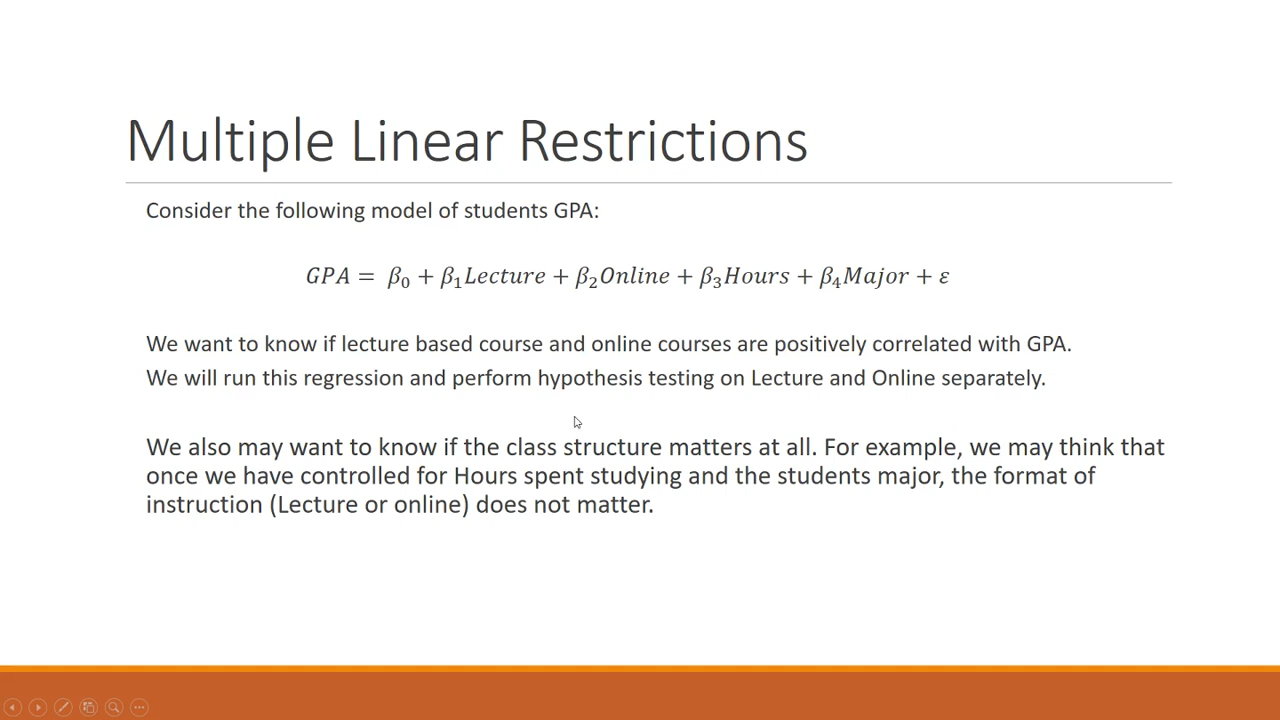 Multiple Linear Restrictions
Consider the following model of students GPA:
GPA = β₀ + β₁Lecture + β₂Online + β₃Hours + β₄Major + ε
We want to know if lecture based course and online courses are positively correlated with GPA.
We will run this regression and perform hypothesis testing on Lecture and Online separately.
We also may want to know if the class structure matters at all. For example, we may think that
once we have controlled for Hours spent studying and the students major, the format of
instruction (Lecture or online) does not matter.